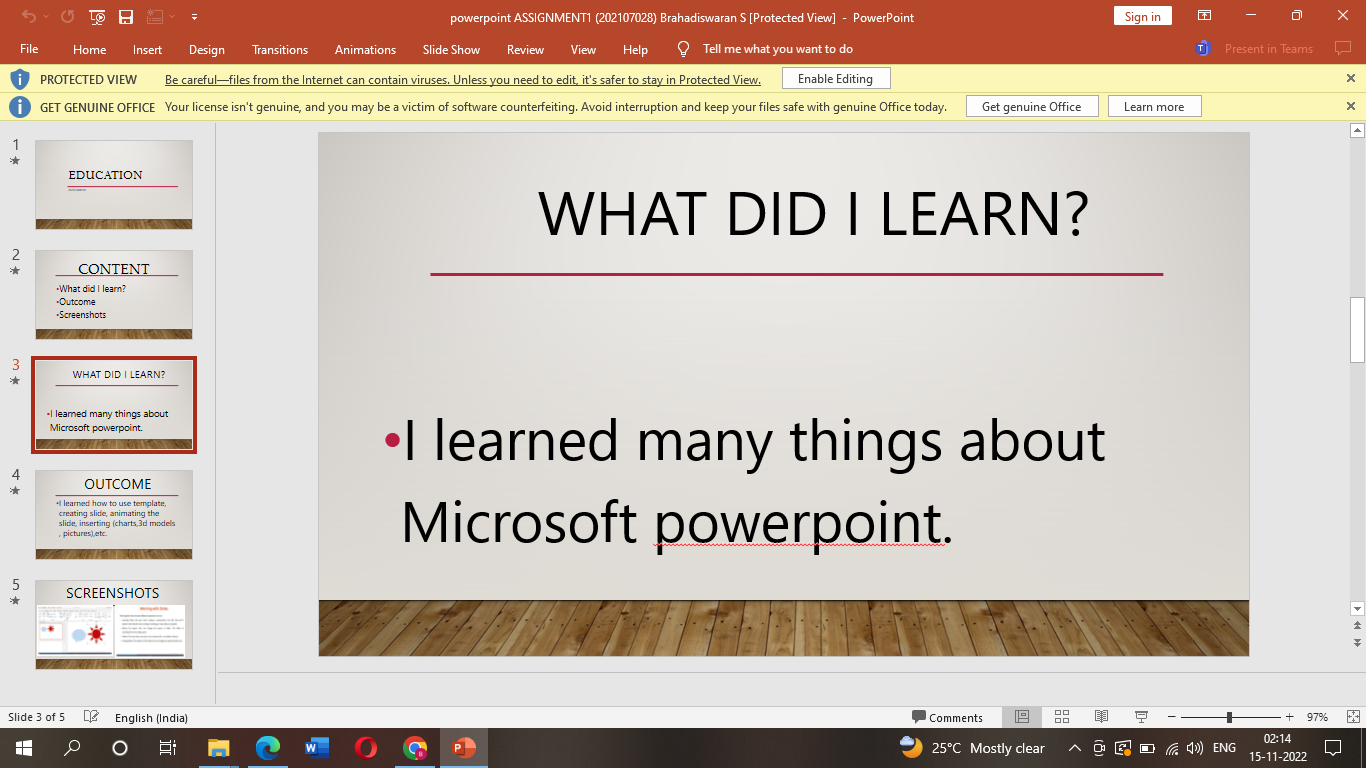 powerpoint ASSIGNMENT1 (202107028) Brahadiswaran S [Protected View] - PowerPoint
Sign in
File Home Insert Design Transitions Animations Slide Show Review View Help Tell me what you want to do Present in Teams
PROTECTED VIEW Be careful—files from the Internet can contain viruses. Unless you need to edit, it's safer to stay in Protected View. Enable Editing
GET GENUINE OFFICE Your license isn't genuine, and you may be a victim of software counterfeiting. Avoid interruption and keep your files safe with genuine Office today. Get genuine Office Learn more
1
EDUCATION
2
CONTENT
•What did I learn?
•Outcome
•Screenshots
3
WHAT DID I LEARN?
•I learned many things about
Microsoft powerpoint.
4
OUTCOME
•I learned how to use template,
creating slide, animating the
slide, inserting (charts,3d models
, pictures),etc.
5
SCREENSHOTS
WHAT DID I LEARN?
•I learned many things about
Microsoft powerpoint.
Slide 3 of 5 English (India) Comments 97%
25°C Mostly clear ENG
02:14
15-11-2022